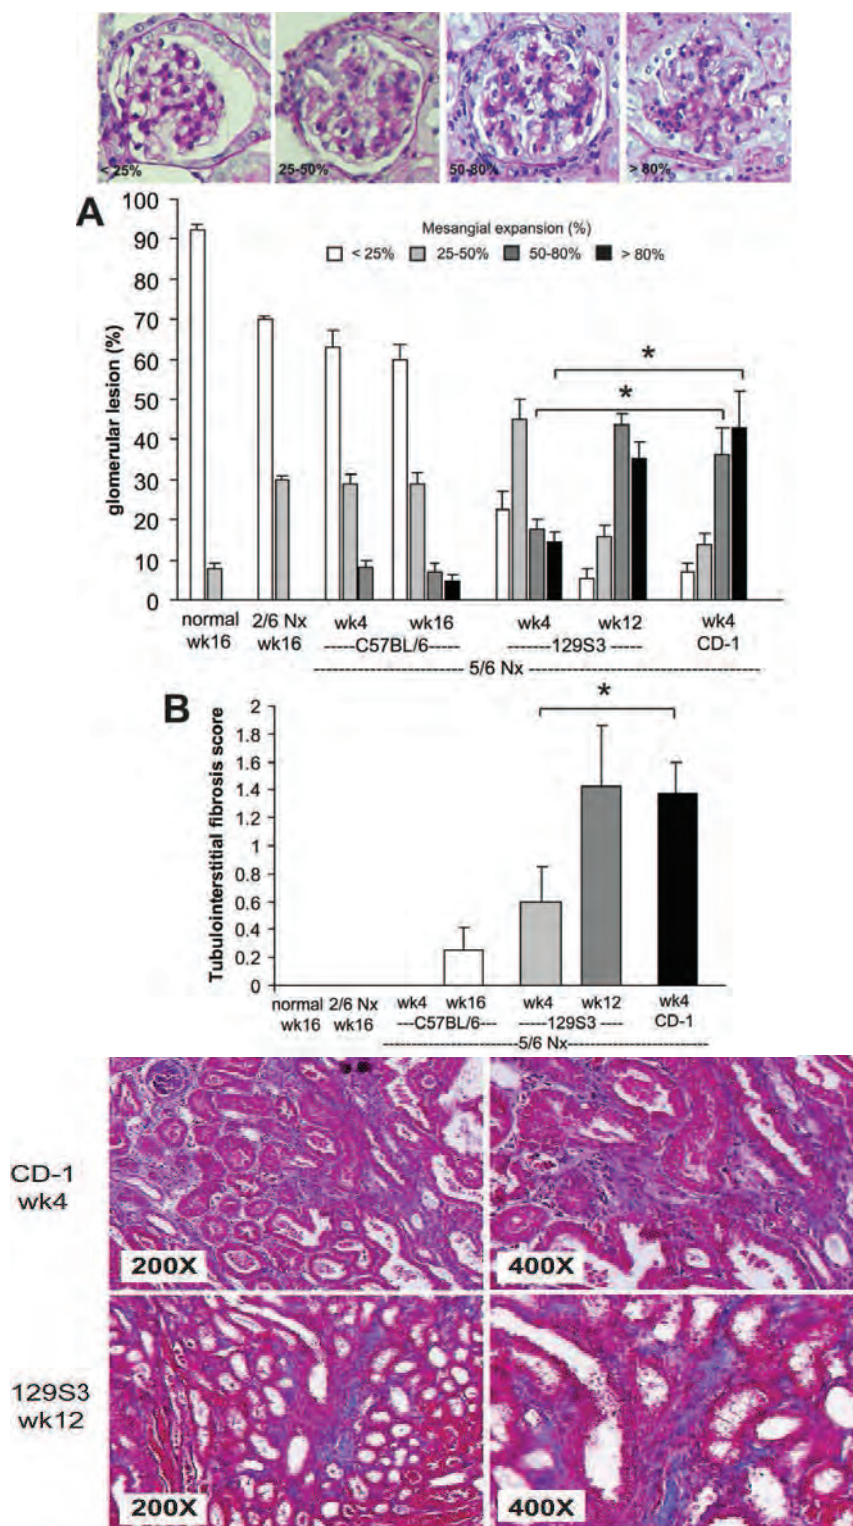 < 25%
25-50%
50-80%
> 80%
A
Mesangial expansion (%)
< 25%
25-50%
50-80%
> 80%
glomerular lesion (%)
100
90
80
70
60
50
40
30
20
10
0
*
*
normal
wk16
2/6 Nx
wk16
wk4
wk16
wk4
wk12
wk4
-----C57BL/6-----
-------129S3------
CD-1
5/6 Nx
B
Tubulointerstitial fibrosis score
2
1.8
1.6
1.4
1.2
1
0.8
0.6
0.4
0.2
0
*
normal
wk16
2/6 Nx
wk16
wk4
wk16
wk4
wk12
wk4
---C57BL/6---
-----129S3----
CD-1
5/6 Nx
CD-1
wk4
200X
400X
129S3
wk12
200X
400X